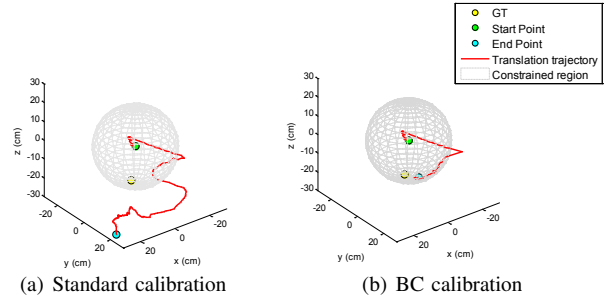 GT
Start Point
End Point
Translation trajectory
Constrained region
30
20
10
0
-10
-20
-30
z (cm)
-20
0
20
y (cm)
-20
0
20
x (cm)
30
20
10
0
-10
-20
-30
z (cm)
-20
0
20
y (cm)
-20
0
20
x (cm)
(a) Standard calibration
(b) BC calibration